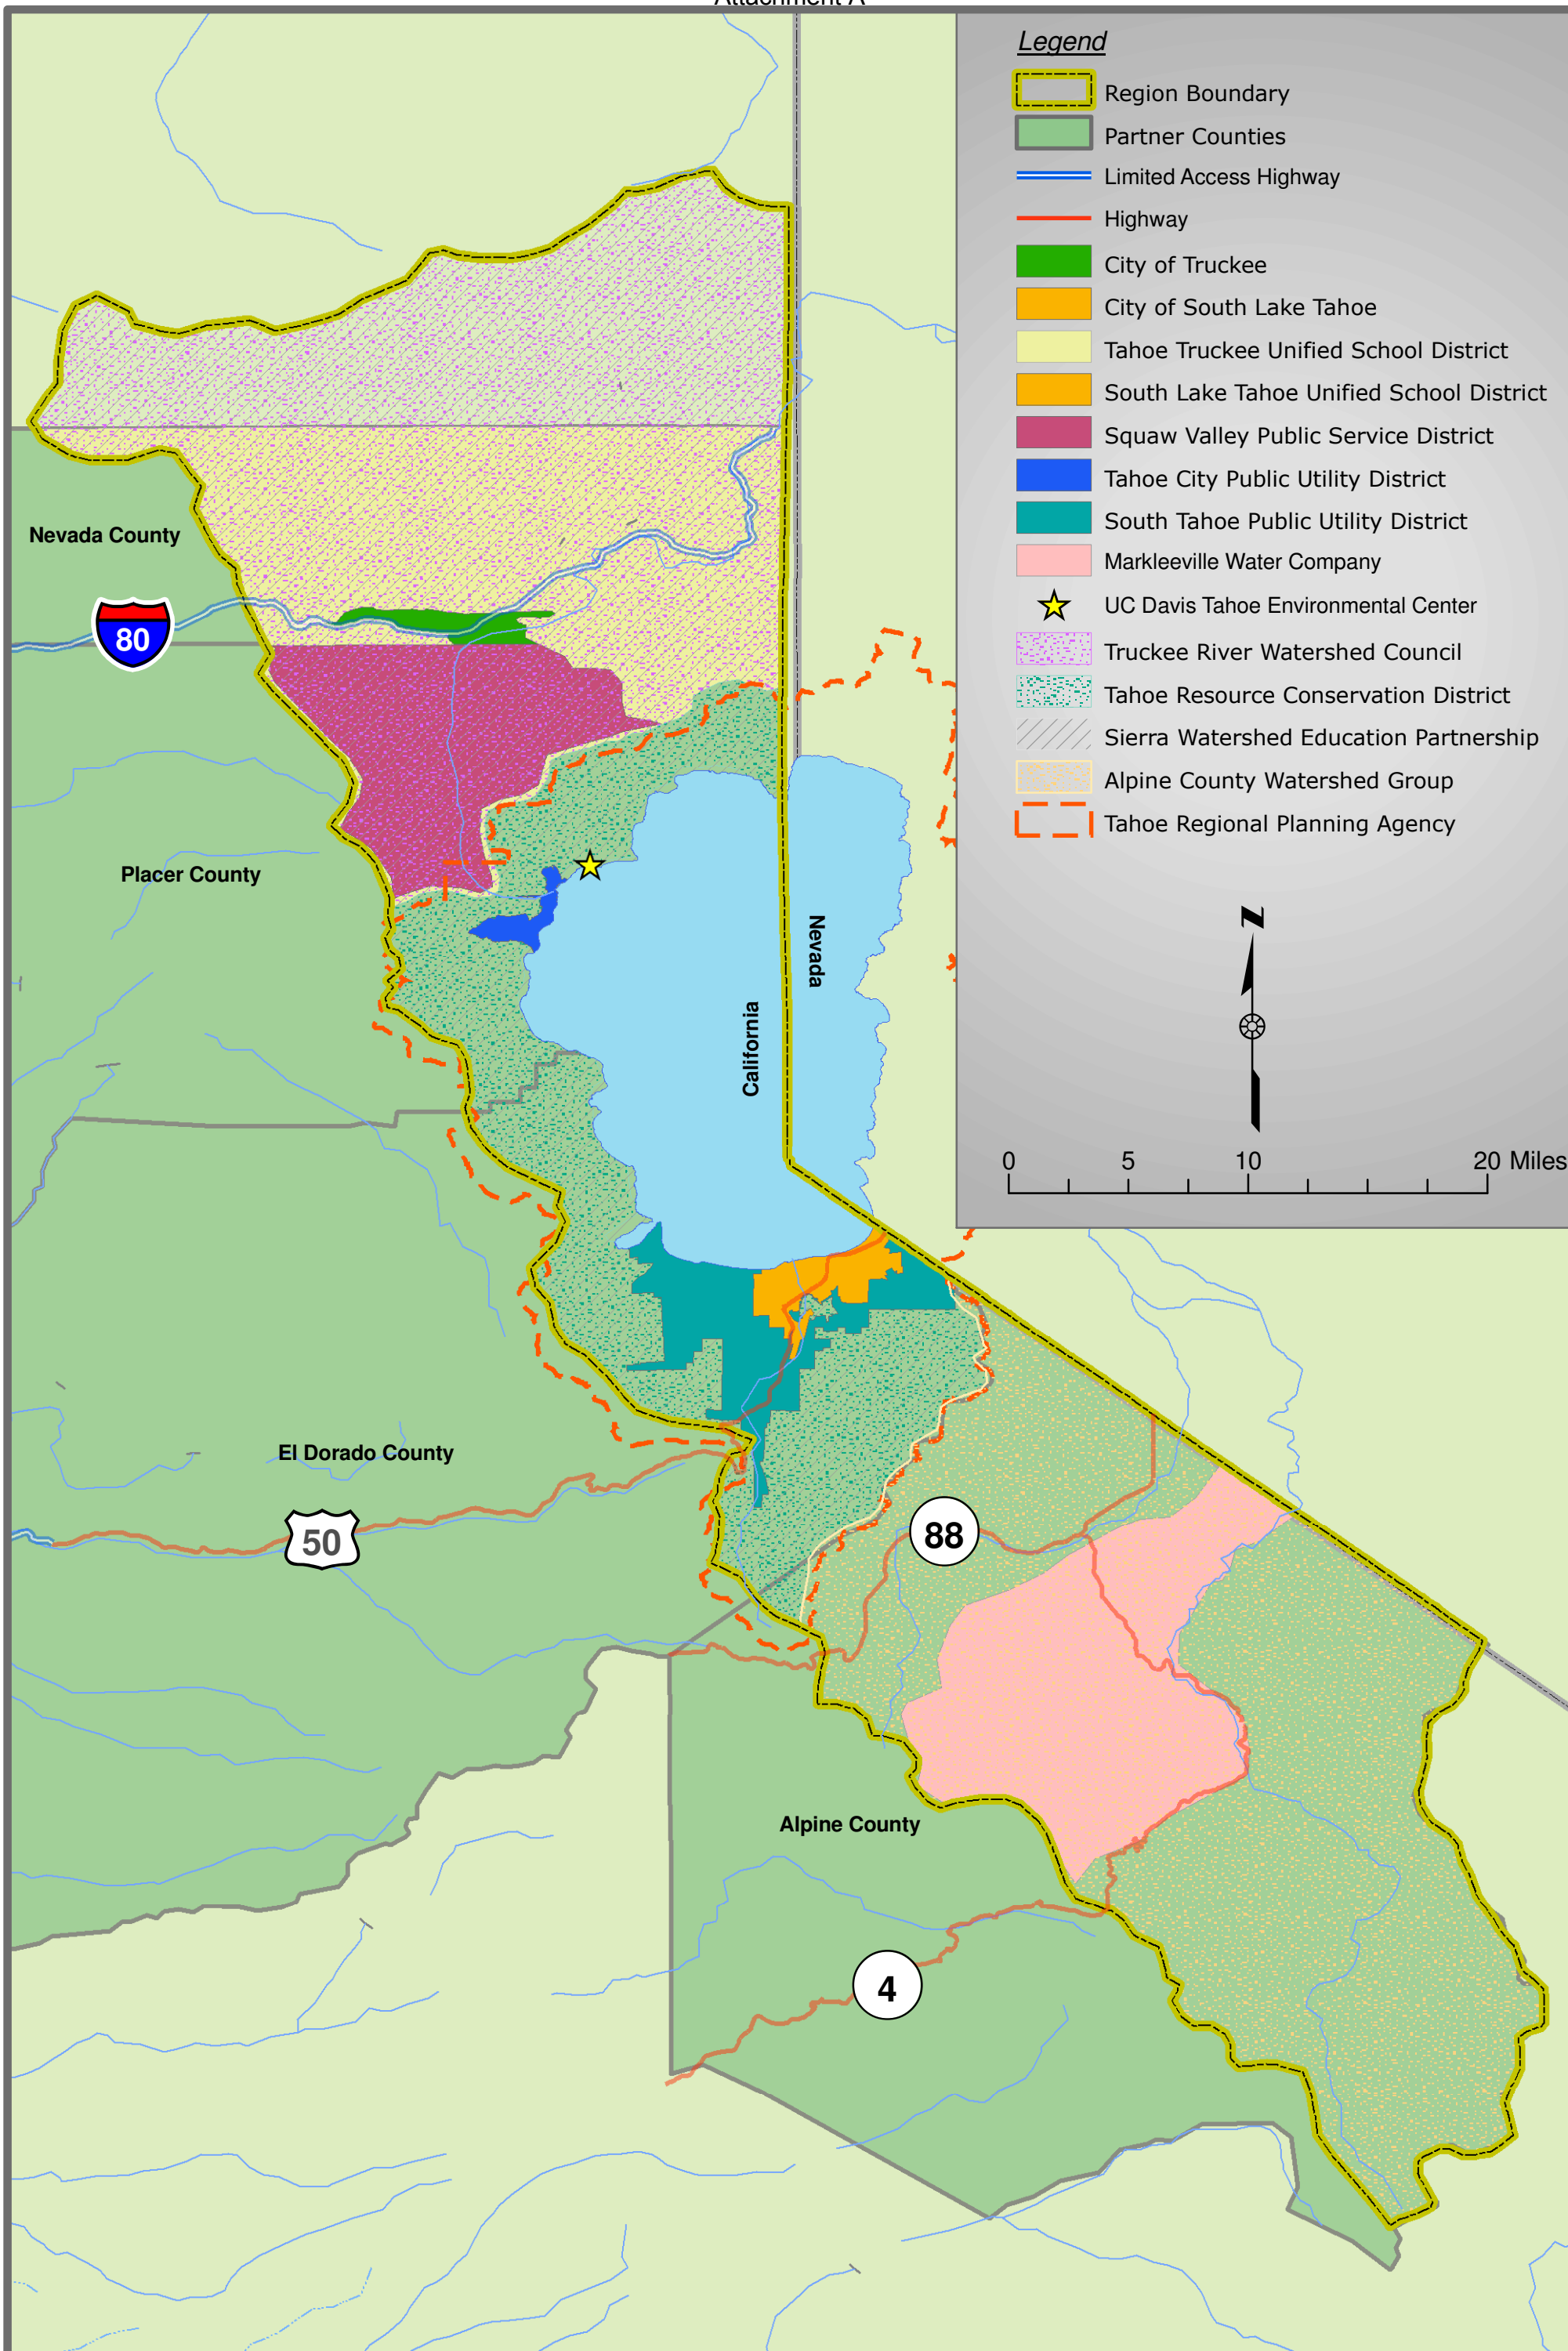 Attachment A
Legend
Region Boundary
Partner Counties
Limited Access Highway
Highway
City of Truckee
City of South Lake Tahoe
Tahoe Truckee Unified School District
South Lake Tahoe Unified School District
Squaw Valley Public Service District
Tahoe City Public Utility District
South Tahoe Public Utility District
Markleeville Water Company
UC Davis Tahoe Environmental Center
Truckee River Watershed Council
Tahoe Resource Conservation District
Sierra Watershed Education Partnership
Alpine County Watershed Group
Tahoe Regional Planning Agency
N
0 5 10 20 Miles
Nevada County
80
Placer County
California
Nevada
El Dorado County
50
88
Alpine County
4